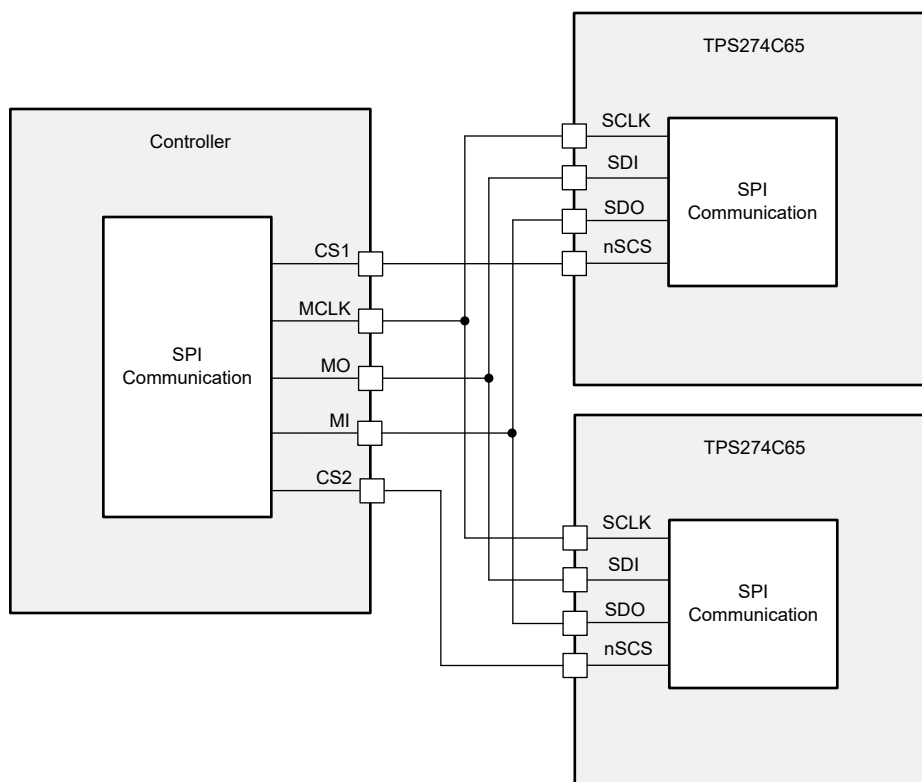 TPS274C65
SCLK
SDI
SDO
nSCS
SPI
Communication
Controller
CS1
MCLK
MO
MI
CS2
SPI
Communication
TPS274C65
SCLK
SDI
SDO
nSCS
SPI
Communication